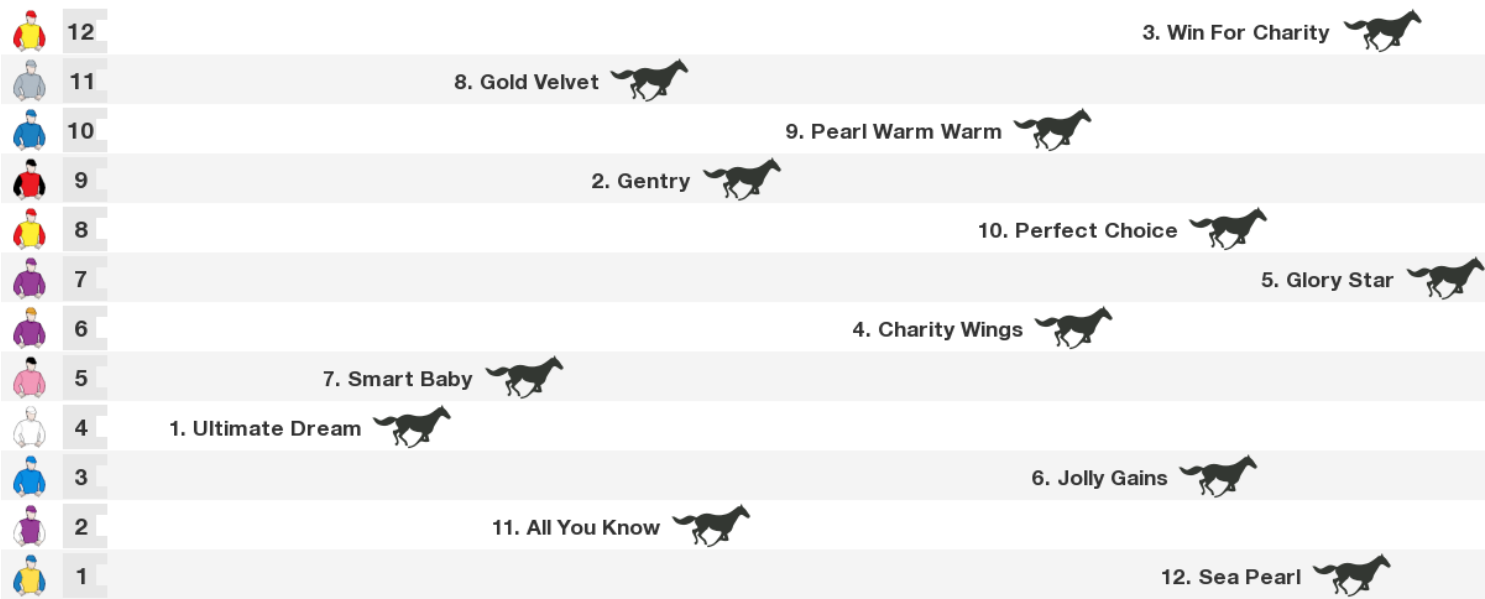 12 3. Win For Charity
11 8. Gold Velvet
10 9. Pearl Warm Warm
9 2. Gentry
8 10. Perfect Choice
7 5. Glory Star
6 4. Charity Wings
5 7. Smart Baby
4 1. Ultimate Dream
3 6. Jolly Gains
2 11. All You Know
1 12. Sea Pearl